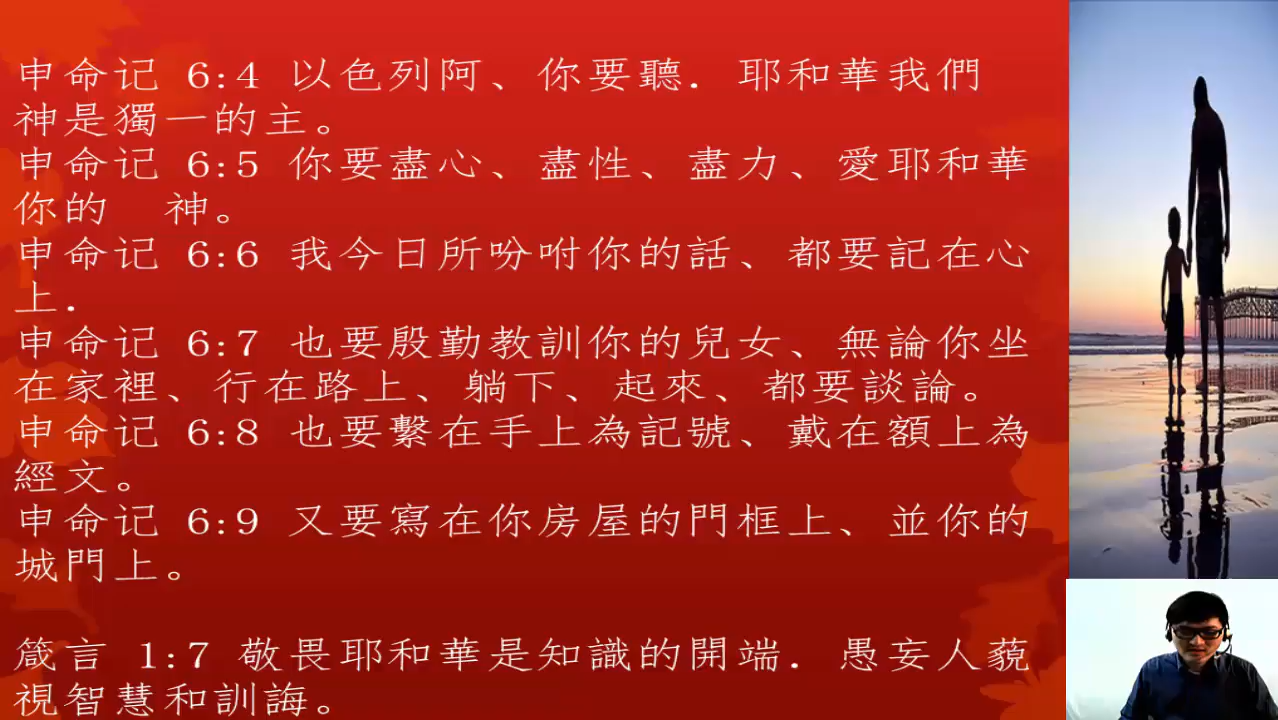 申命记 6:4 以色列阿、你要聽．耶和華我們
神是獨一的主。
申命记 6:5 你要盡心、盡性、盡力、愛耶和華
你的　神。
申命记 6:6 我今日所吩咐你的話、都要記在心
上．
申命记 6:7 也要殷勤教訓你的兒女、無論你坐
在家裡、行在路上、躺下、起來、都要談論。
申命记 6:8 也要繫在手上為記號、戴在額上為
經文。
申命记 6:9 又要寫在你房屋的門框上、並你的
城門上。
箴言 1:7 敬畏耶和華是知識的開端．愚妄人藐
視智慧和訓誨。